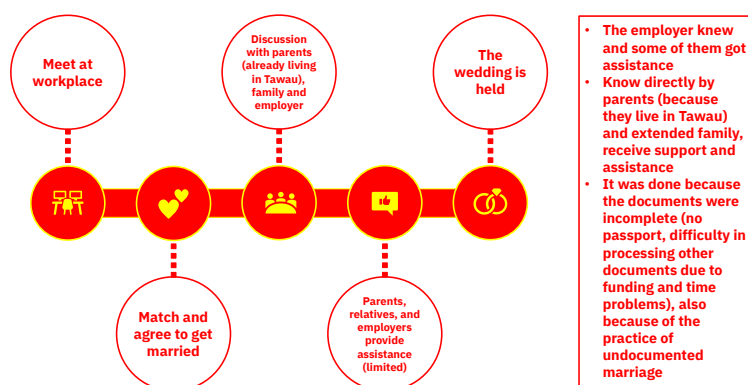 Meet at
workplace
Discussion
with parents
(already living
in Tawau),
family and
employer
The
wedding is
held
Match and
agree to get
married
Parents,
relatives, and
employers
provide
assistance
(limited)
• The employer knew
and some of them got
assistance
• Know directly by
parents (because
they live in Tawau)
and extended family,
receive support and
assistance
• It was done because
the documents were
incomplete (no
passport, difficulty in
processing other
documents due to
funding and time
problems), also
because of the
practice of
undocumented
marriage